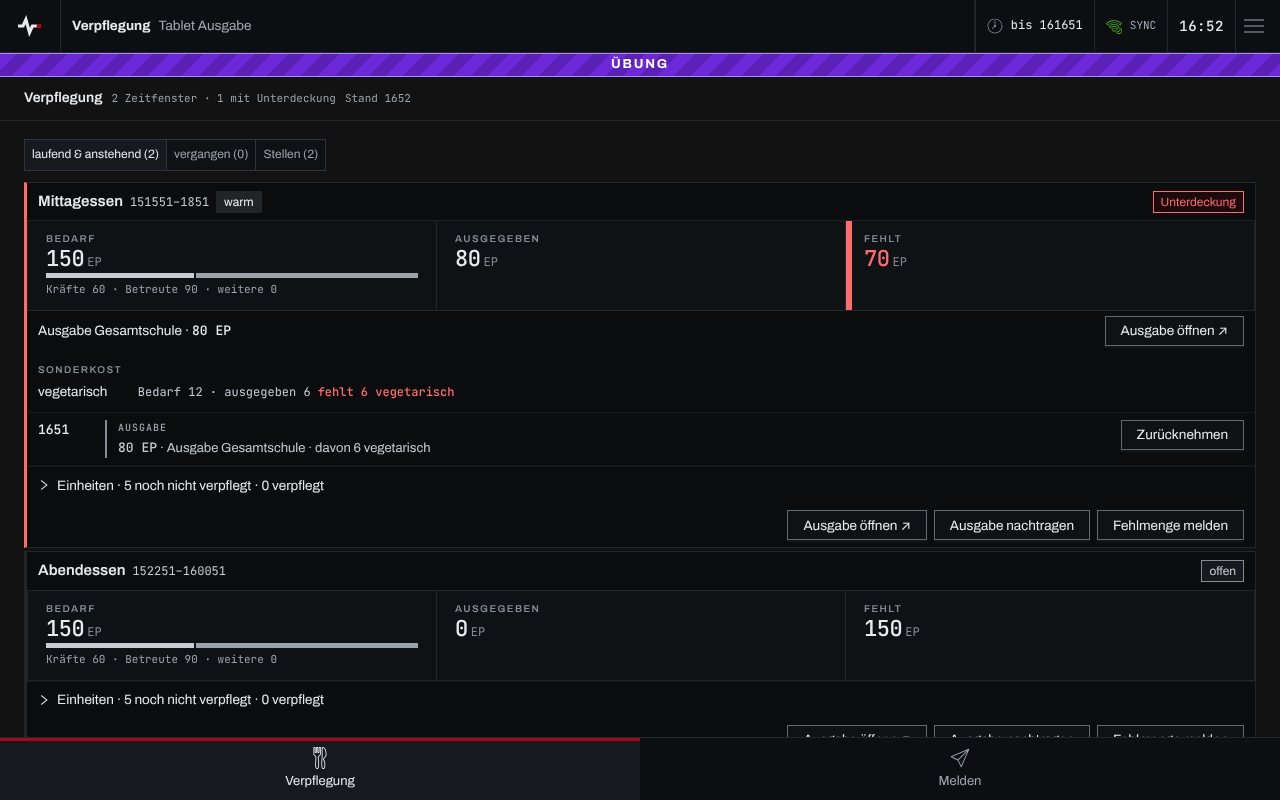 Verpflegung Tablet Ausgabe
bis 161651
SYNC
16:52
ÜBUNG
Verpflegung 2 Zeitfenster · 1 mit Unterdeckung Stand 1652
laufend & anstehend (2)
vergangen (0)
Stellen (2)
Mittagessen 151551–1851 warm
Unterdeckung
BEDARF
150 EP
Kräfte 60 · Betreute 90 · weitere 0
AUSGEGEBEN
80 EP
FEHLT
70 EP
Ausgabe Gesamtschule · 80 EP
Ausgabe öffnen ↗
SONDERKOST
vegetarisch Bedarf 12 · ausgegeben 6 fehlt 6 vegetarisch
1651
AUSGABE
80 EP · Ausgabe Gesamtschule · davon 6 vegetarisch
Zurücknehmen
Einheiten · 5 noch nicht verpflegt · 0 verpflegt
Ausgabe öffnen ↗
Ausgabe nachtragen
Fehlmenge melden
Abendessen 152251–160051
offen
BEDARF
150 EP
Kräfte 60 · Betreute 90 · weitere 0
AUSGEGEBEN
0 EP
FEHLT
150 EP
Einheiten · 5 noch nicht verpflegt · 0 verpflegt
Verpflegung
Melden